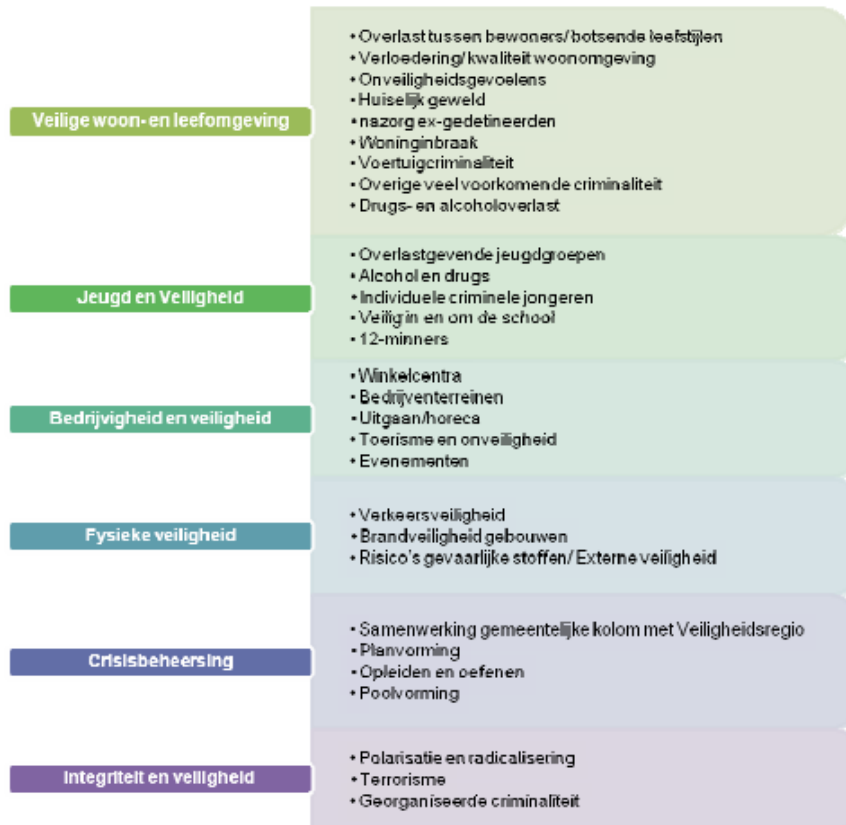 Veilige woon- en leefomgeving
• Overlast tussen bewoners/ botsende leefstijlen
• Verloedering/ kwaliteit woonomgeving
• Onveiligheidsgevoelens
• Huiselijk geweld
• nazorg ex-gedetineerden
• Woninginbraak
• Voertuigcriminaliteit
• Overige veel voorkomende criminaliteit
• Drugs- en alcoholoverlast
Jeugd en Veiligheid
• Overlastgevende jeugdgroepen
• Alcohol en drugs
• Individuele criminele jongeren
• Veilig in en om de school
• 12-minners
Bedrijvigheid en veiligheid
• Winkelcentra
• Bedrijventerreinen
• Uitgaan/horeca
• Toerisme en onveiligheid
• Evenementen
Fysieke veiligheid
• Verkeersveiligheid
• Brandveiligheid gebouwen
• Risico's gevaarlijke stoffen/ Externe veiligheid
Crisisbeheersing
• Samenwerking gemeentelijke kolom met Veiligheidsregio
• Planvorming
• Opleiden en oefenen
• Poolvorming
Integriteit en veiligheid
• Polarisatie en radicalisering
• Terrorisme
• Georganiseerde criminaliteit